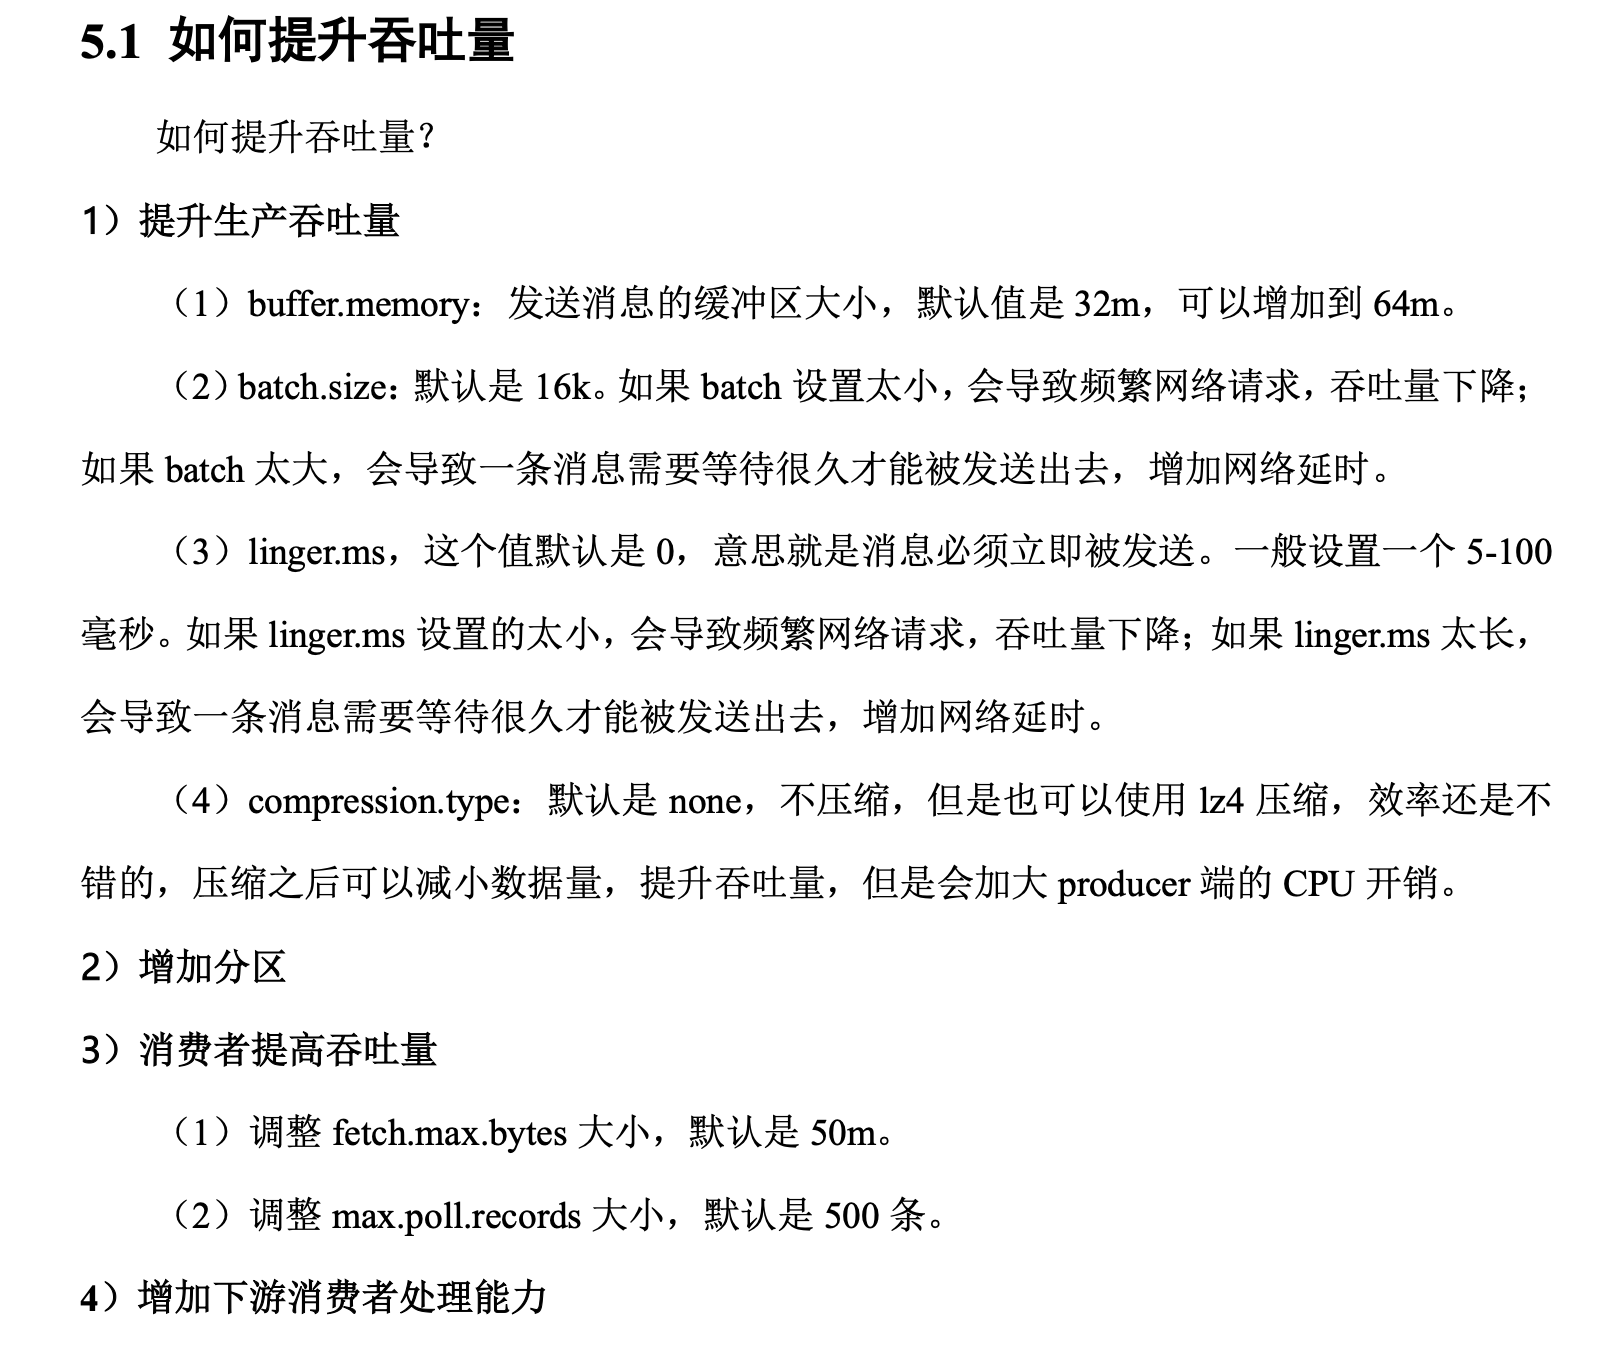 5.1 如何提升吞吐量
如何提升吞吐量？
1）提升生产吞吐量
（1）buffer.memory：发送消息的缓冲区大小，默认值是 32m，可以增加到 64m。
（2）batch.size：默认是 16k。如果 batch 设置太小，会导致频繁网络请求，吞吐量下降；
如果 batch 太大，会导致一条消息需要等待很久才能被发送出去，增加网络延时。
（3）linger.ms，这个值默认是 0，意思就是消息必须立即被发送。一般设置一个 5-100
毫秒。如果 linger.ms 设置的太小，会导致频繁网络请求，吞吐量下降；如果 linger.ms 太长，
会导致一条消息需要等待很久才能被发送出去，增加网络延时。
（4）compression.type：默认是 none，不压缩，但是也可以使用 lz4 压缩，效率还是不
错的，压缩之后可以减小数据量，提升吞吐量，但是会加大 producer 端的 CPU 开销。
2）增加分区
3）消费者提高吞吐量
（1）调整 fetch.max.bytes 大小，默认是 50m。
（2）调整 max.poll.records 大小，默认是 500 条。
4）增加下游消费者处理能力